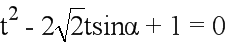 t² - 2√2tsinα + 1 = 0